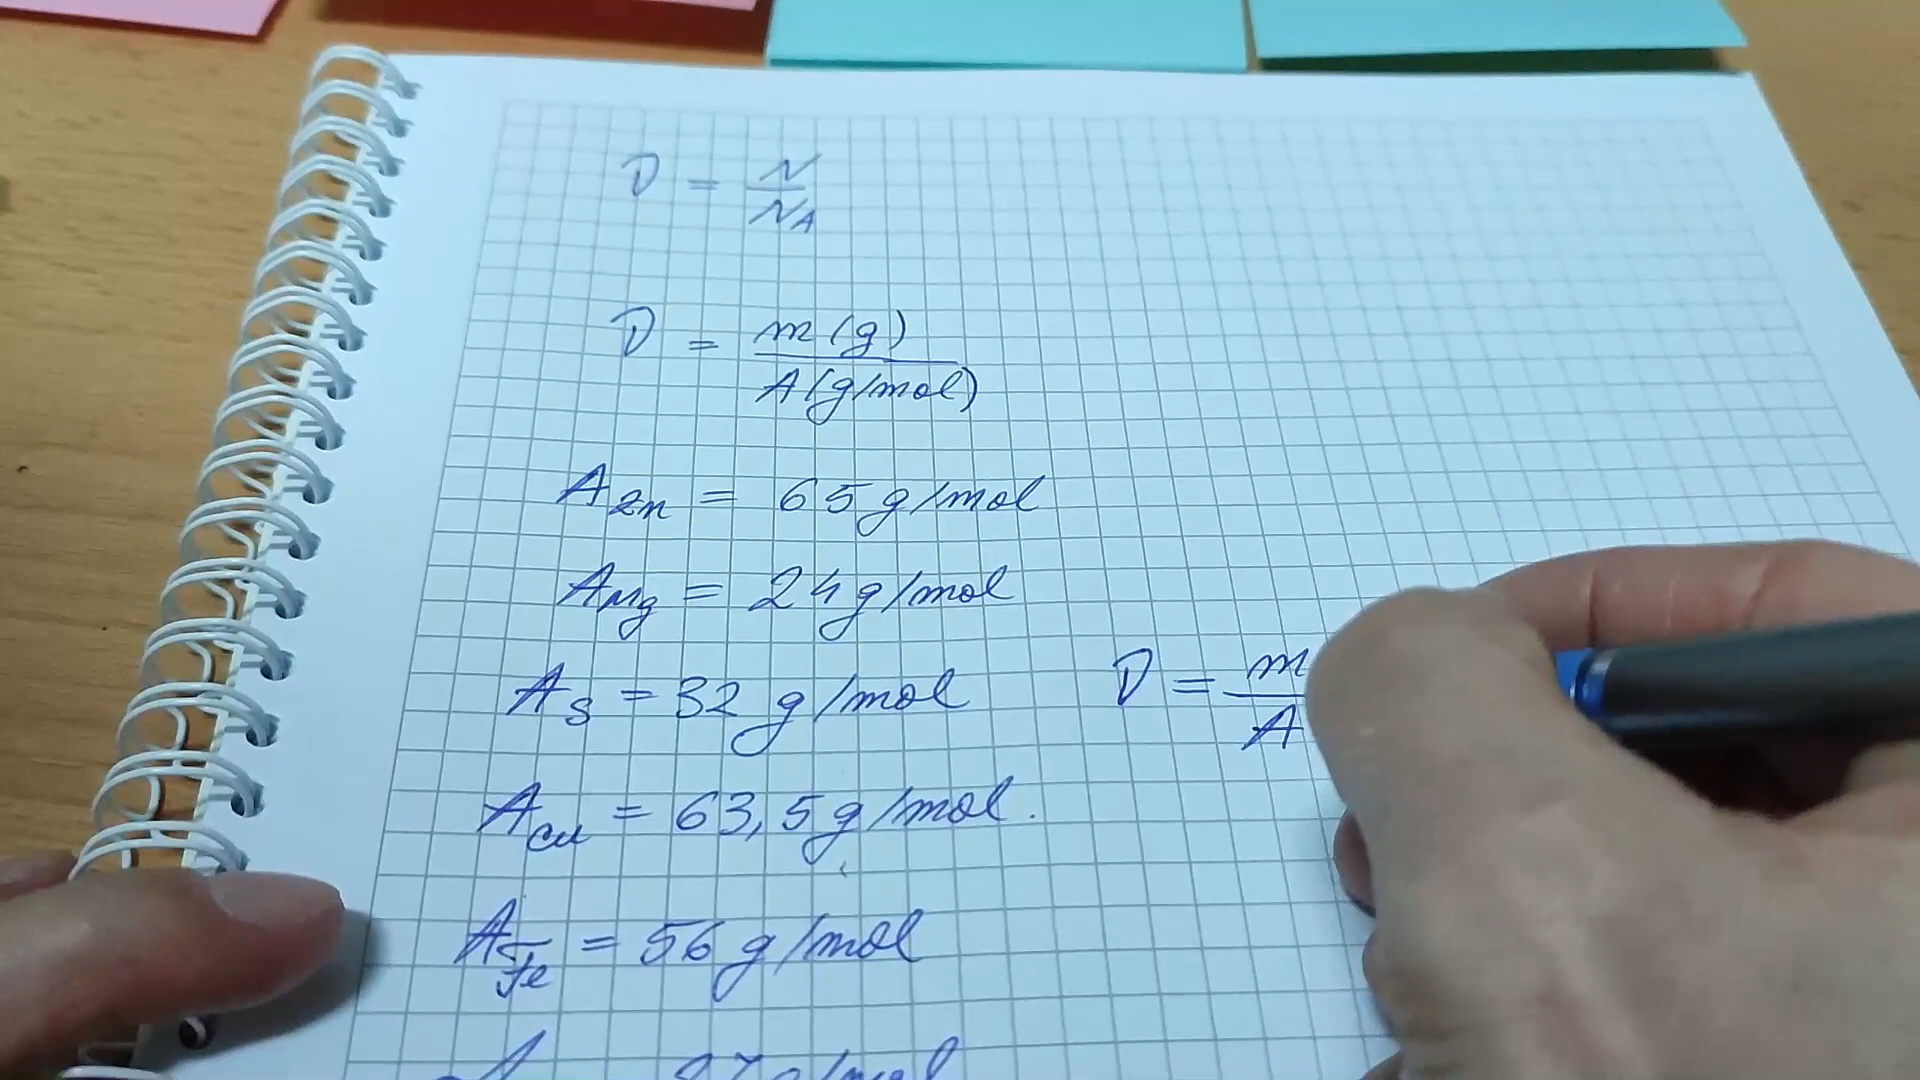 ν = N/N_A
ν = m(g)/A(g/mol)
A_Zn = 65 g/mol
A_Mg = 24 g/mol
A_S = 32 g/mol
ν = m/A
A_Cu = 63,5 g/mol.
A_Fe = 56 g/mol